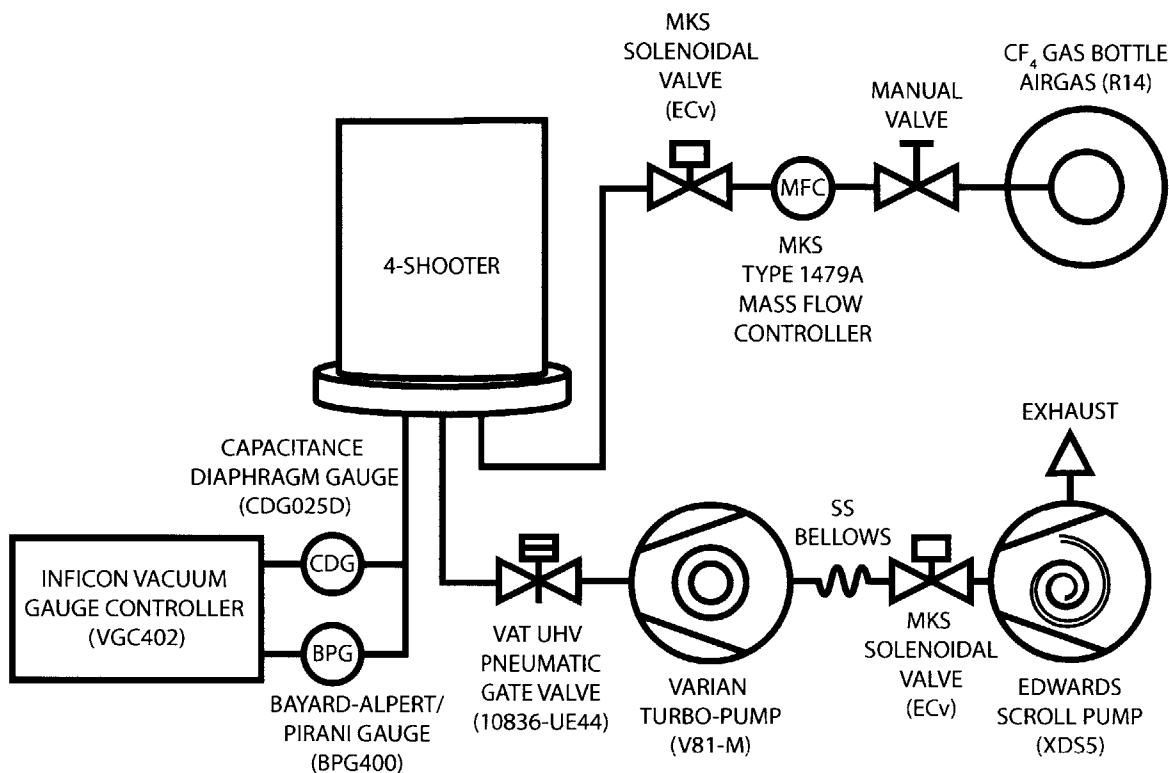 MKS
SOLENOIDAL
VALVE
(ECv)
MANUAL
VALVE
CF₄ GAS BOTTLE
AIRGAS (R14)
MFC
MKS
TYPE 1479A
MASS FLOW
CONTROLLER
4-SHOOTER
CAPACITANCE
DIAPHRAGM GAUGE
(CDG025D)
INFICON VACUUM
GAUGE CONTROLLER
(VGC402)
CDG
BPG
BAYARD-ALPERT/
PIRANI GAUGE
(BPG400)
VAT UHV
PNEUMATIC
GATE VALVE
(10836-UE44)
VARIAN
TURBO-PUMP
(V81-M)
SS
BELLOWS
MKS
SOLENOIDAL
VALVE
(ECv)
EXHAUST
EDWARDS
SCROLL PUMP
(XDS5)